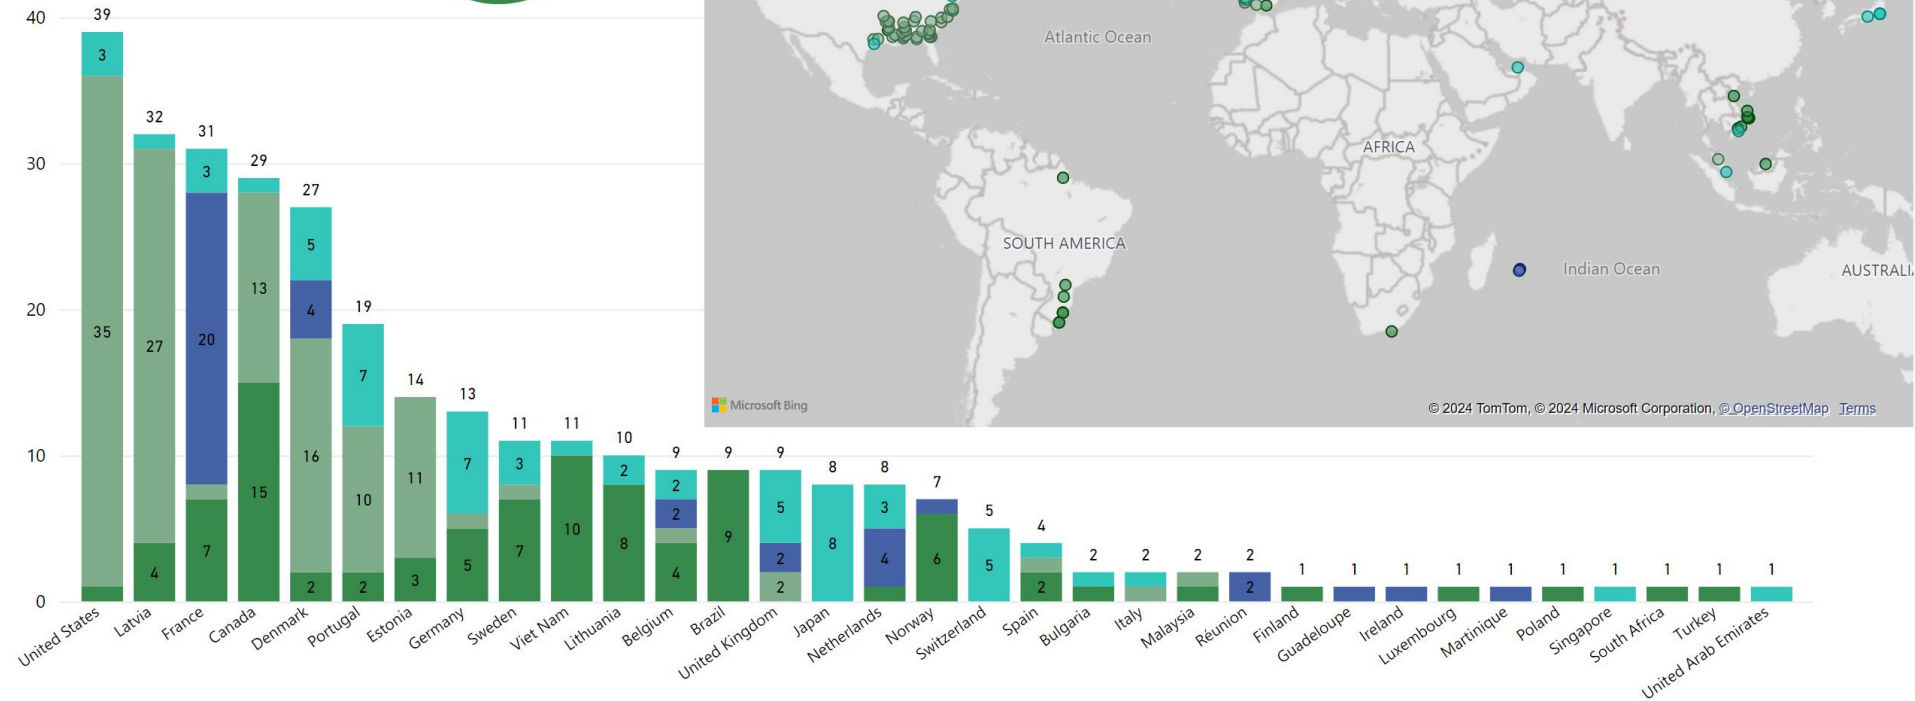 40
30
20
10
0
39
3
35
32
27
4
31
3
20
7
29
13
15
27
5
4
16
2
19
7
10
2
14
11
3
13
7
5
11
3
7
11
10
10
2
8
9
2
2
4
9
9
9
5
2
2
8
8
8
3
4
7
6
5
5
4
2
2
2
2
2
2
1
1
1
1
1
1
1
1
1
1
United States
Latvia
France
Canada
Denmark
Portugal
Estonia
Germany
Sweden
Viet Nam
Lithuania
Belgium
Brazil
United Kingdom
Japan
Netherlands
Norway
Switzerland
Spain
Bulgaria
Italy
Malaysia
Réunion
Finland
Guadeloupe
Ireland
Luxembourg
Martinique
Poland
Singapore
South Africa
Turkey
United Arab Emirates
Atlantic Ocean
AFRICA
SOUTH AMERICA
Indian Ocean
AUSTRALIA
Microsoft Bing
© 2024 TomTom, © 2024 Microsoft Corporation, © OpenStreetMap Terms